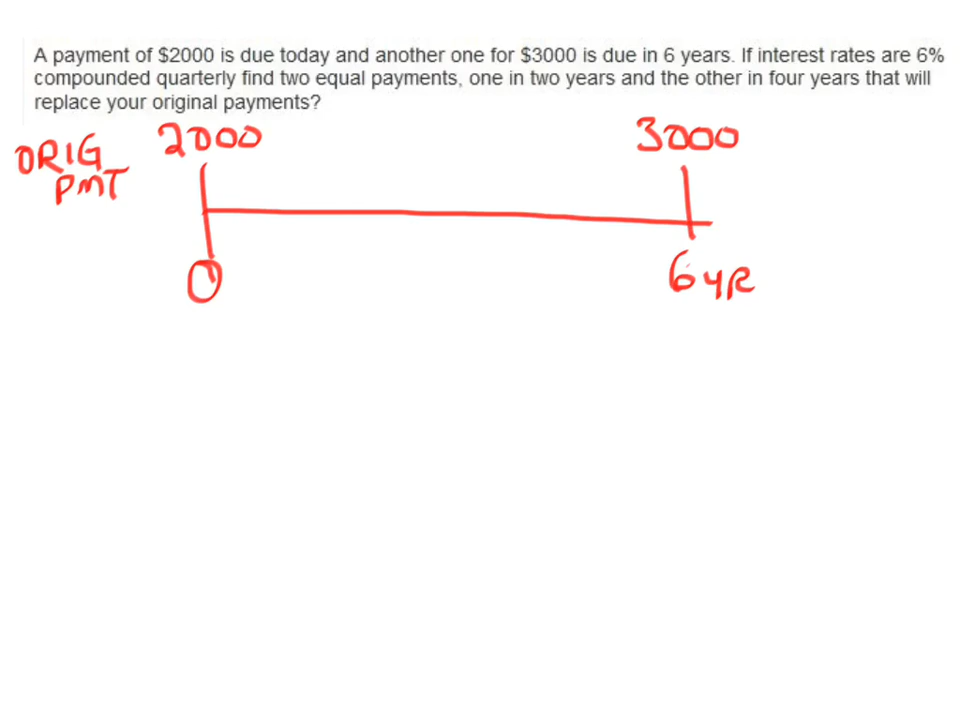 A payment of $2000 is due today and another one for $3000 is due in 6 years. If interest rates are 6%
compounded quarterly find two equal payments, one in two years and the other in four years that will
replace your original payments?
ORIG
PMT
2000
3000
0
6 YR